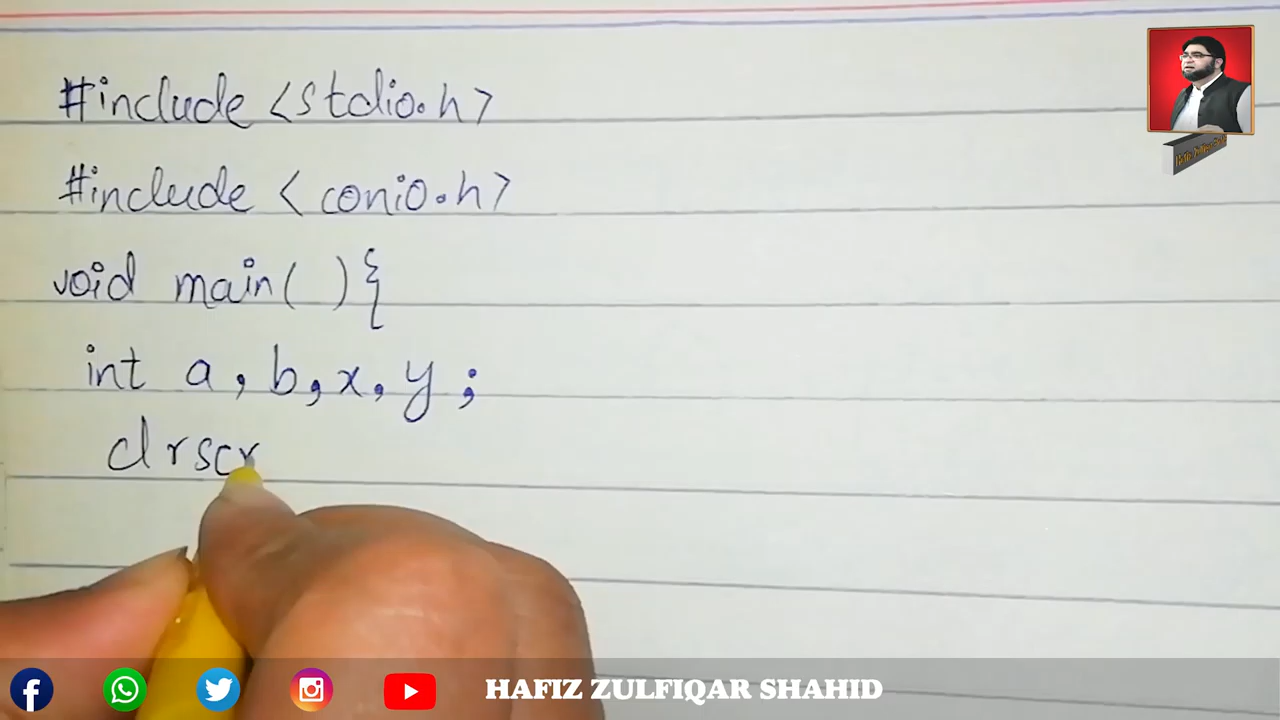 #include <stdio.h>
#include <conio.h>
void main( ){
int a, b, x, y ;
clrscr
HAFIZ ZULFIQAR SHAHID